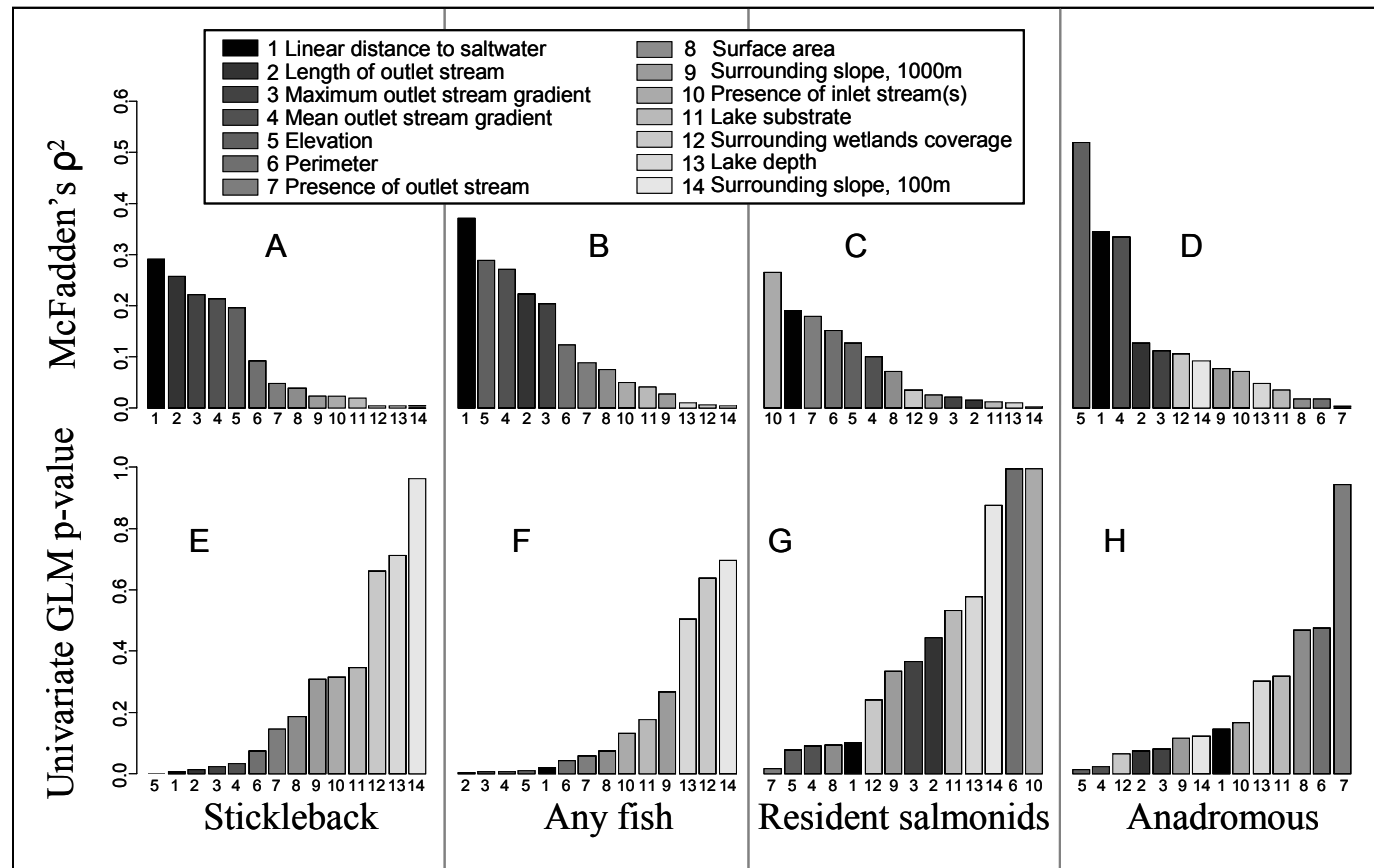 1 Linear distance to saltwater
2 Length of outlet stream
3 Maximum outlet stream gradient
4 Mean outlet stream gradient
5 Elevation
6 Perimeter
7 Presence of outlet stream
8 Surface area
9 Surrounding slope, 1000m
10 Presence of inlet stream(s)
11 Lake substrate
12 Surrounding wetlands coverage
13 Lake depth
14 Surrounding slope, 100m
McFadden's ρ²
0.6
0.5
0.4
0.3
0.2
0.1
0.0
A
B
C
D
1 2 3 4 5 6 7 8 9 10 11 12 13 14
1 5 4 2 3 6 7 8 10 11 9 13 12 14
10 1 7 6 5 4 8 12 9 3 2 11 13 14
5 1 4 2 3 12 14 9 10 13 11 8 6 7
Univariate GLM p-value
1.0
0.8
0.6
0.4
0.2
0.0
E
F
G
H
5 1 2 3 4 6 7 8 9 10 11 12 13 14
2 3 4 5 1 6 7 8 10 11 9 13 12 14
7 5 4 8 1 12 9 3 2 11 13 14 6 10
5 4 12 2 3 9 14 1 10 13 11 8 6 7
Stickleback
Any fish
Resident salmonids
Anadromous